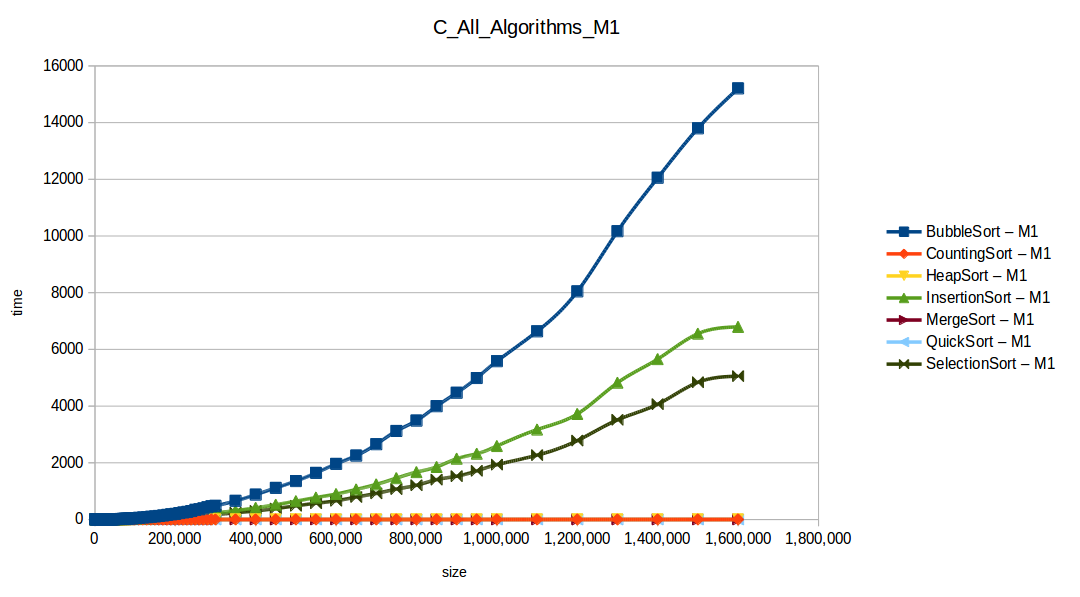 C_All_Algorithms_M1
16000
14000
12000
10000
8000
6000
4000
2000
0
time
0 200,000 400,000 600,000 800,000 1,000,000 1,200,000 1,400,000 1,600,000 1,800,000
size
BubbleSort – M1
CountingSort – M1
HeapSort – M1
InsertionSort – M1
MergeSort – M1
QuickSort – M1
SelectionSort – M1